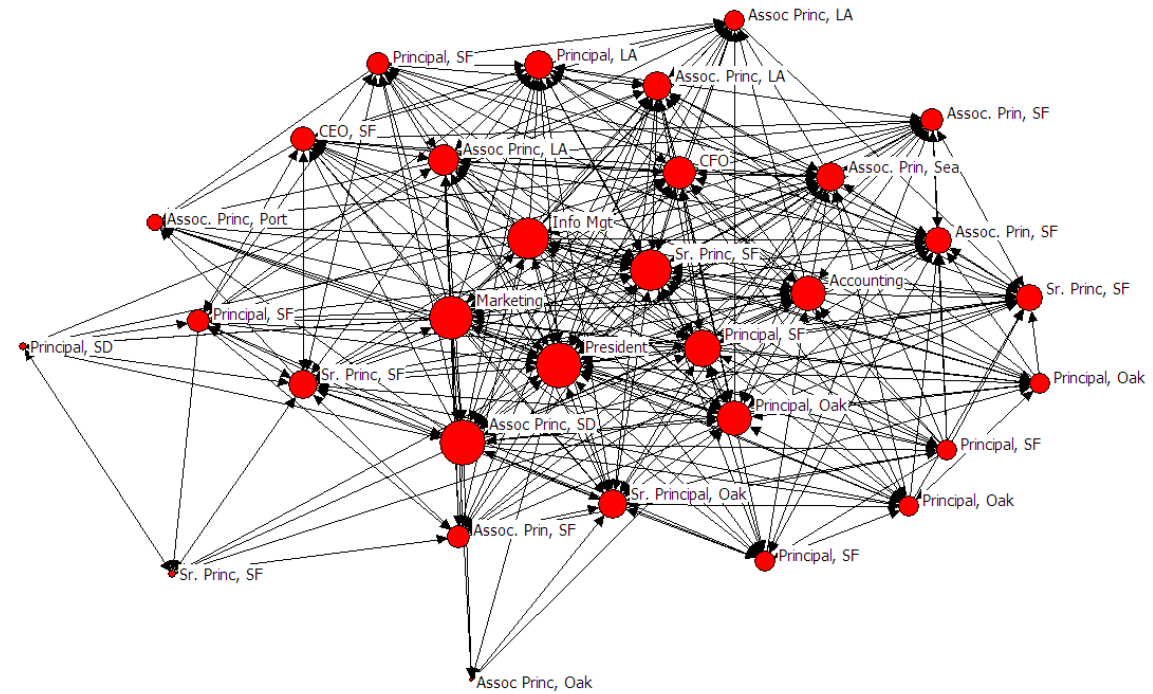 Assoc Princ, LA
Principal, SF
Principal, LA
Assoc. Princ, LA
Assoc. Prin, SF
CEO, SF
Assoc Princ, LA
CFO
Assoc. Prin, Sea
Assoc. Princ, Port
Info Mgt
Assoc. Prin, SF
Sr. Princ, SF
Accounting
Sr. Princ, SF
Marketing
Principal, SF
Principal, SF
Principal, SD
President
Sr. Princ, SF
Principal, Oak
Principal, Oak
Assoc Princ, SD
Principal, SF
Sr. Principal, Oak
Principal, Oak
Assoc. Prin, SF
Principal, SF
Sr. Princ, SF
Assoc Princ, Oak